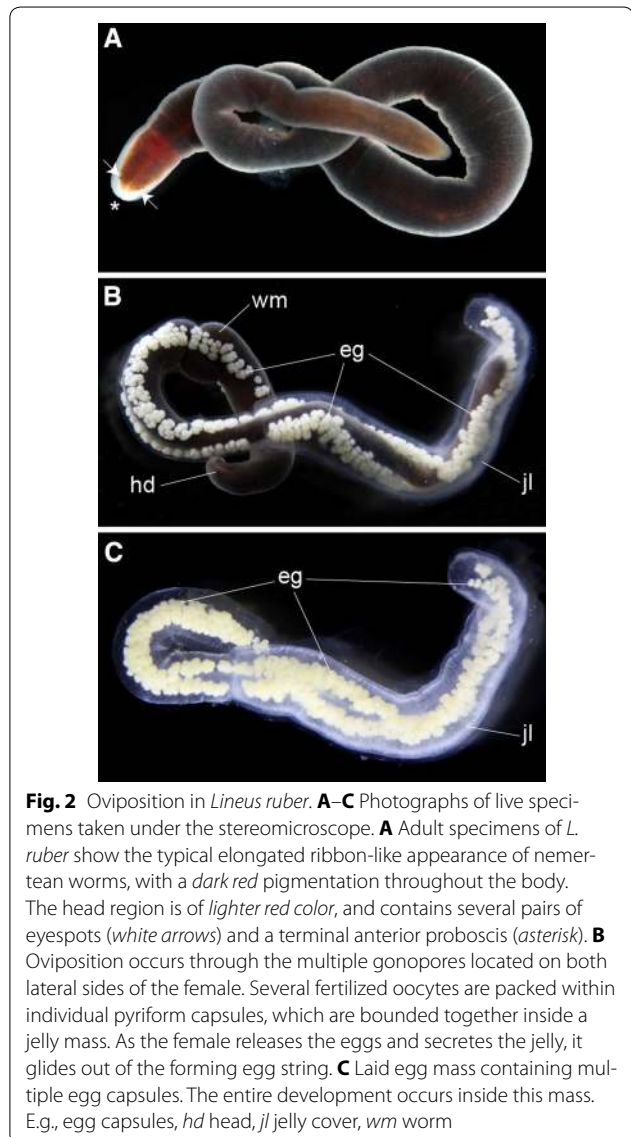 A
*
B
wm
eg
hd
jl
C
eg
jl
Fig. 2 Oviposition in Lineus ruber. A–C Photographs of live speci-
mens taken under the stereomicroscope. A Adult specimens of L.
ruber show the typical elongated ribbon-like appearance of nemer-
tean worms, with a dark red pigmentation throughout the body.
The head region is of lighter red color, and contains several pairs of
eyespots (white arrows) and a terminal anterior proboscis (asterisk). B
Oviposition occurs through the multiple gonopores located on both
lateral sides of the female. Several fertilized oocytes are packed within
individual pyriform capsules, which are bounded together inside a
jelly mass. As the female releases the eggs and secretes the jelly, it
glides out of the forming egg string. C Laid egg mass containing mul-
tiple egg capsules. The entire development occurs inside this mass.
E.g., egg capsules, hd head, jl jelly cover, wm worm